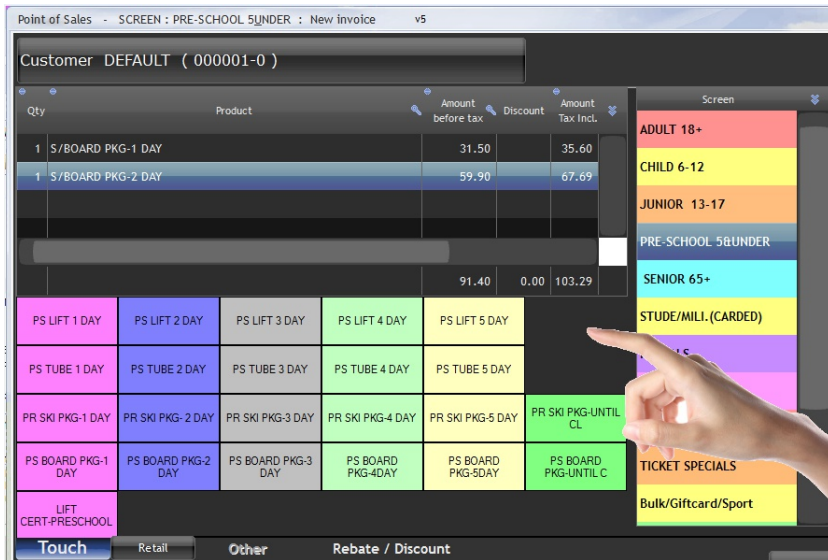 Point of Sales - SCREEN : PRE-SCHOOL 5UNDER : New invoice v5
Customer DEFAULT ( 000001-0 )
Qty Product Amount before tax Discount Amount Tax Incl.
1 S/BOARD PKG-1 DAY 31.50 35.60
1 S/BOARD PKG-2 DAY 59.90 67.69
91.40 0.00 103.29
Screen
ADULT 18+
CHILD 6-12
JUNIOR 13-17
PRE-SCHOOL 5&UNDER
SENIOR 65+
STUDE/MILI.(CARDED)
TICKET SPECIALS
Bulk/Giftcard/Sport
PS LIFT 1 DAY
PS LIFT 2 DAY
PS LIFT 3 DAY
PS LIFT 4 DAY
PS LIFT 5 DAY
PS TUBE 1 DAY
PS TUBE 2 DAY
PS TUBE 3 DAY
PS TUBE 4 DAY
PS TUBE 5 DAY
PR SKI PKG-1 DAY
PR SKI PKG- 2 DAY
PR SKI PKG-3 DAY
PR SKI PKG-4 DAY
PR SKI PKG-5 DAY
PR SKI PKG-UNTIL
CL
PS BOARD PKG-1
DAY
PS BOARD PKG-2
DAY
PS BOARD PKG-3
DAY
PS BOARD
PKG-4DAY
PS BOARD
PKG-5DAY
PS BOARD
PKG-UNTIL C
LIFT
CERT-PRESCHOOL
Touch Retail Other Rebate / Discount